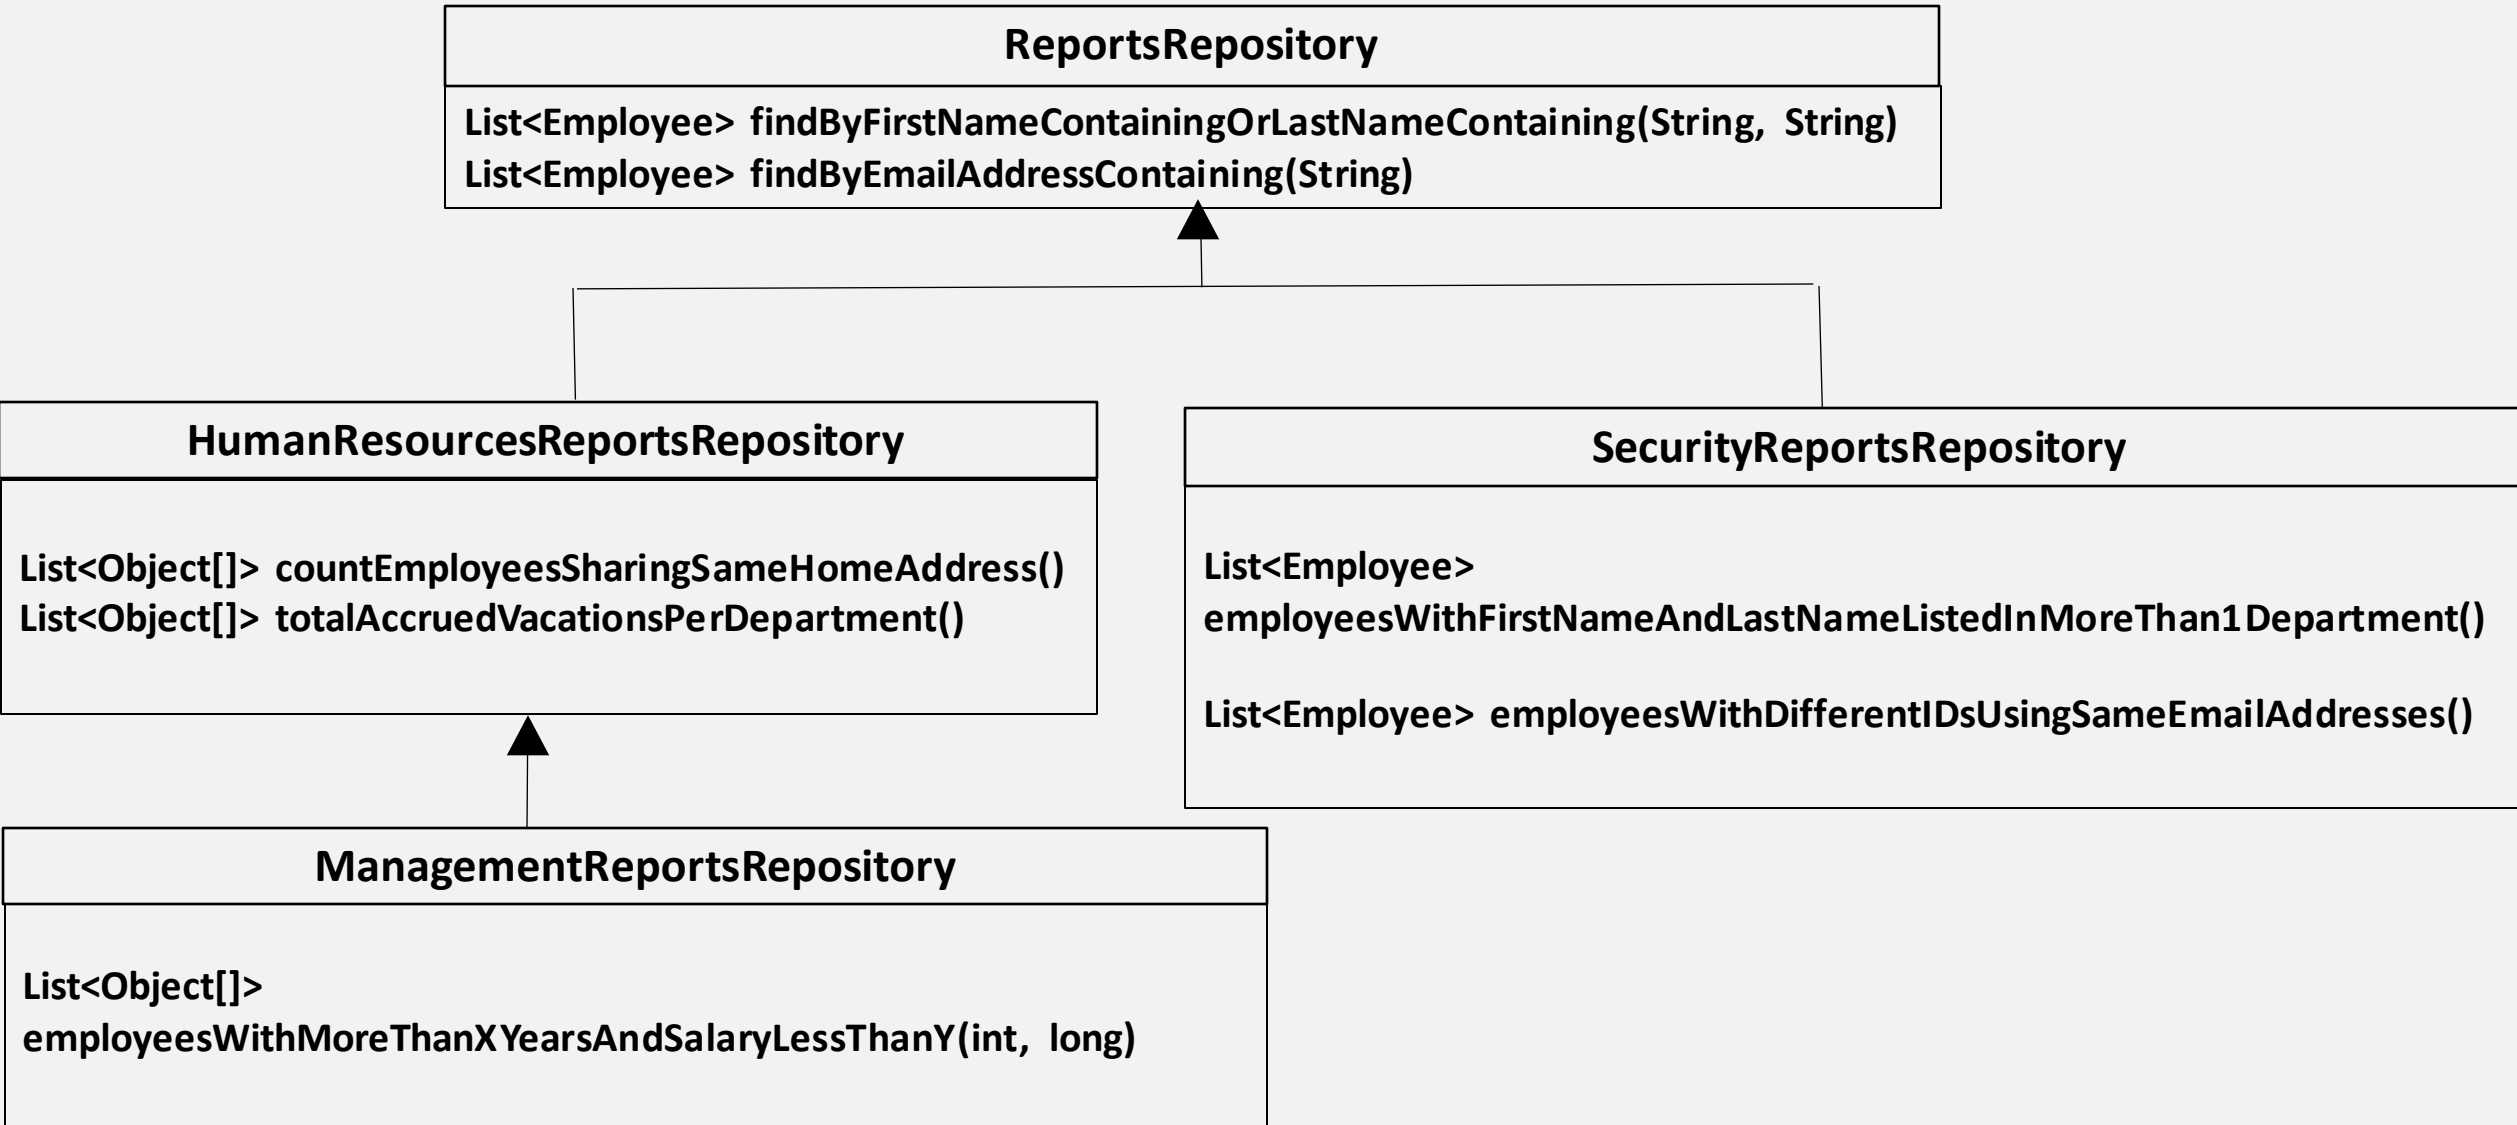 ReportsRepository
List<Employee> findByFirstNameContainingOrLastNameContaining(String, String)
List<Employee> findByEmailAddressContaining(String)
HumanResourcesReportsRepository
List<Object[]> countEmployeesSharingSameHomeAddress()
List<Object[]> totalAccruedVacationsPerDepartment()
SecurityReportsRepository
List<Employee>
employeesWithFirstNameAndLastNameListedInMoreThan1Department()
List<Employee> employeesWithDifferentIDsUsingSameEmailAddresses()
ManagementReportsRepository
List<Object[]>
employeesWithMoreThanXYearsAndSalaryLessThanY(int, long)